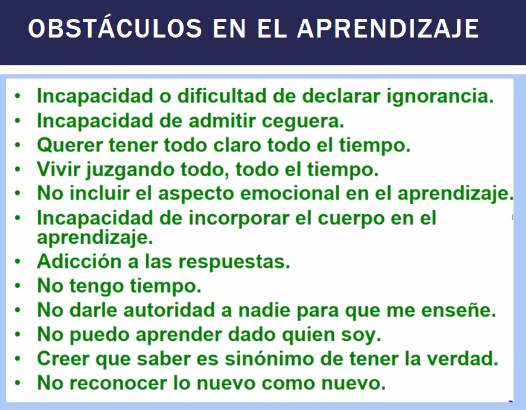 OBSTÁCULOS EN EL APRENDIZAJE
• Incapacidad o dificultad de declarar ignorancia.
• Incapacidad de admitir ceguera.
• Querer tener todo claro todo el tiempo.
• Vivir juzgando todo, todo el tiempo.
• No incluir el aspecto emocional en el aprendizaje.
• Incapacidad de incorporar el cuerpo en el
aprendizaje.
• Adicción a las respuestas.
• No tengo tiempo.
• No darle autoridad a nadie para que me enseñe.
• No puedo aprender dado quien soy.
• Creer que saber es sinónimo de tener la verdad.
• No reconocer lo nuevo como nuevo.